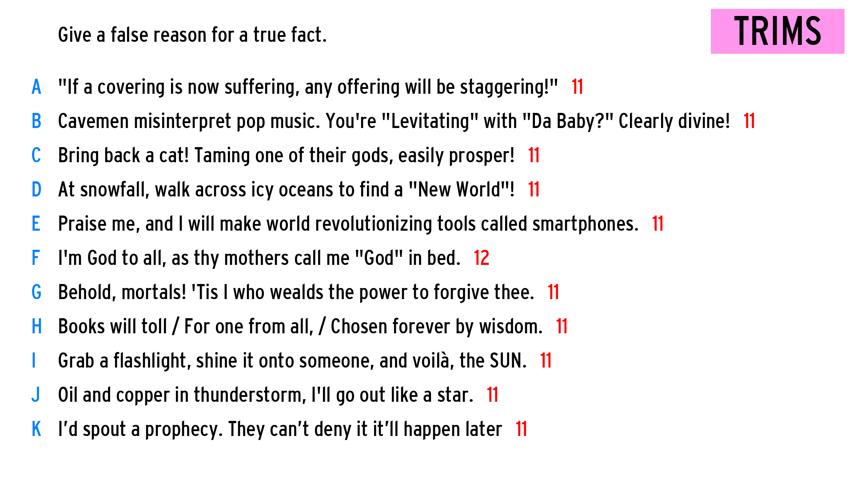 Give a false reason for a true fact.
TRIMS
A "If a covering is now suffering, any offering will be staggering!" 11
B Cavemen misinterpret pop music. You're "Levitating" with "Da Baby?" Clearly divine! 11
C Bring back a cat! Taming one of their gods, easily prosper! 11
D At snowfall, walk across icy oceans to find a "New World"! 11
E Praise me, and I will make world revolutionizing tools called smartphones. 11
F I'm God to all, as thy mothers call me "God" in bed. 12
G Behold, mortals! 'Tis I who wealds the power to forgive thee. 11
H Books will toll / For one from all, / Chosen forever by wisdom. 11
I Grab a flashlight, shine it onto someone, and voilà, the SUN. 11
J Oil and copper in thunderstorm, I'll go out like a star. 11
K I'd spout a prophecy. They can't deny it it'll happen later 11